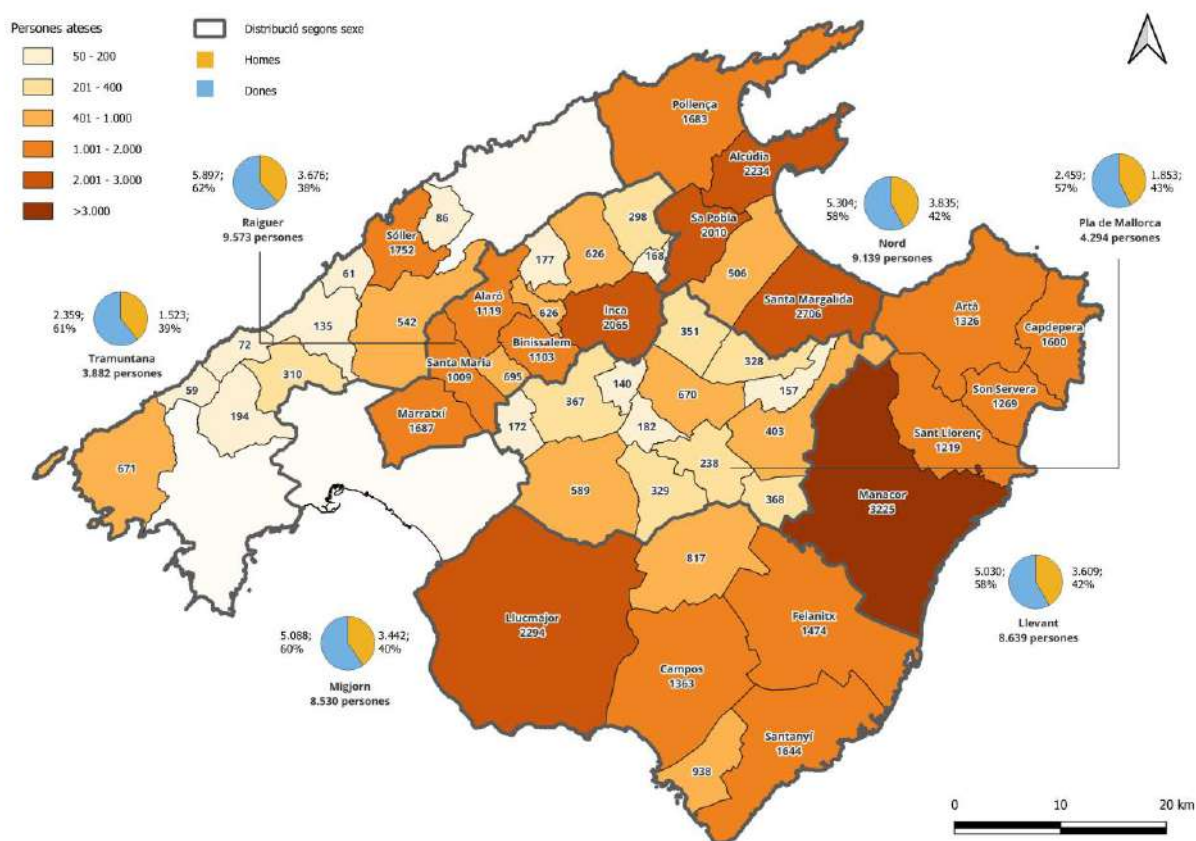 Persones ateses
50 - 200
201 - 400
401 - 1.000
1.001 - 2.000
2.001 - 3.000
>3.000
Distribució segons sexe
Homes
Dones
Pollença
1683
Alcúdia
2234
Sa Pobla
2010
5.897;
62%
3.676;
38%
Raiguer
9.573 persones
5.304;
58%
3.835;
42%
Nord
9.139 persones
2.459;
57%
1.853;
43%
Pla de Mallorca
4.294 persones
86
Sóller
1752
298
626
177
168
506
61
Santa Margalida
2706
Artà
1326
Capdepera
1600
2.359;
61%
1.523;
39%
Tramuntana
3.882 persones
135
542
Alaró
1119
626
Inca
2065
351
72
Binissalem
1103
328
Santa Maria
1009
695
310
59
140
157
Son Servera
1269
194
367
670
Marratxí
1687
172
182
403
Sant Llorenç
1219
671
238
589
329
368
Manacor
3225
817
5.030;
58%
3.609;
42%
Llevant
8.639 persones
Llucmajor
2294
Felanitx
1474
5.088;
60%
3.442;
40%
Migjorn
8.530 persones
Campos
1363
Santanyí
1644
938
0
10
20 km